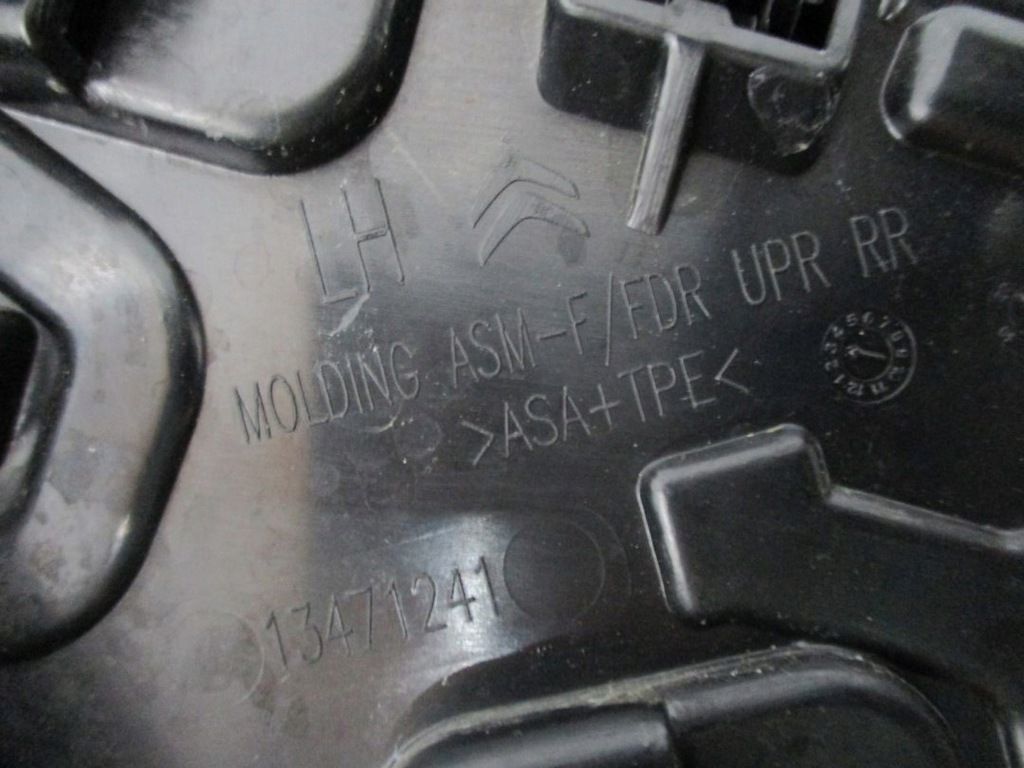 LH
MOLDING ASM-F/FDR UPR RR
>ASA+TPE<
13471241